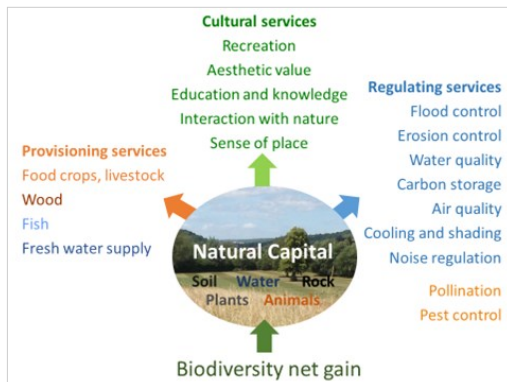 Cultural services
Recreation
Aesthetic value
Education and knowledge
Interaction with nature
Sense of place
Regulating services
Flood control
Erosion control
Water quality
Carbon storage
Air quality
Cooling and shading
Noise regulation
Pollination
Pest control
Provisioning services
Food crops, livestock
Wood
Fish
Fresh water supply
Natural Capital
Soil Water Rock
Plants Animals
Biodiversity net gain